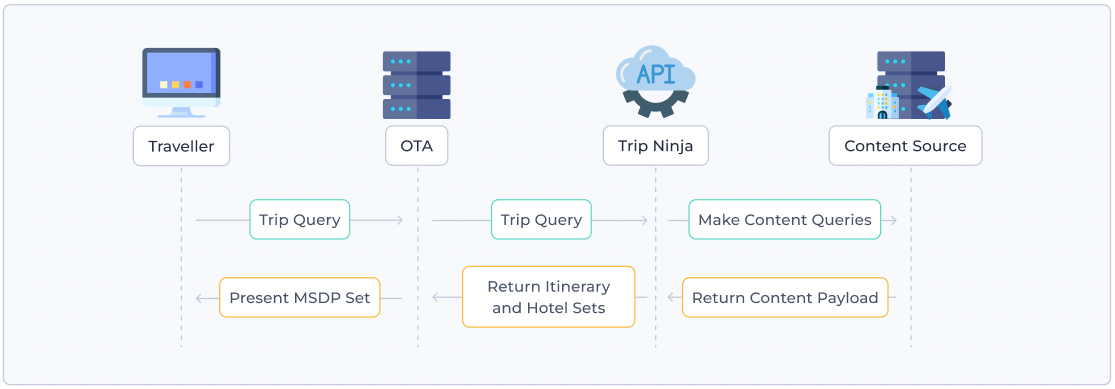 API
Traveller
OTA
Trip Ninja
Content Source
Trip Query
Trip Query
Make Content Queries
Present MSDP Set
Return Itinerary
and Hotel Sets
Return Content Payload